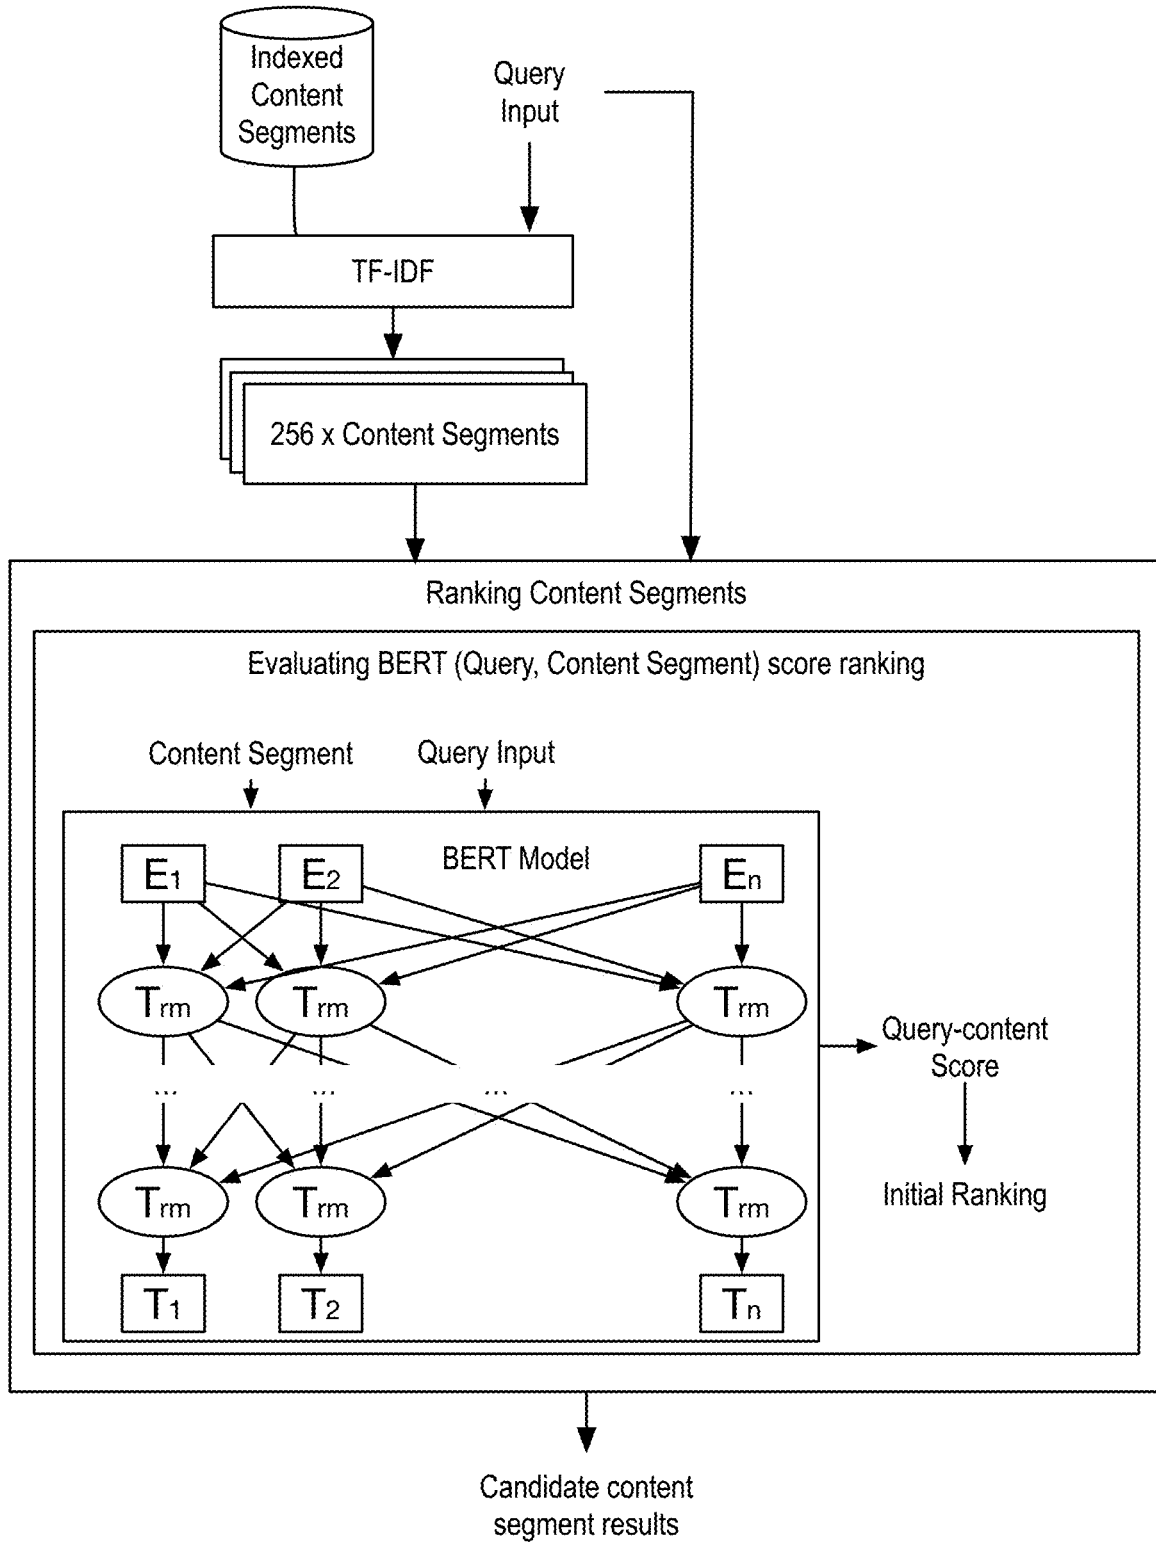 Indexed
Content
Segments
Query
Input
TF-IDF
256 x Content Segments
Ranking Content Segments
Evaluating BERT (Query, Content Segment) score ranking
Content Segment
Query Input
BERT Model
E1
E2
En
Trm
Trm
Trm
Query-content
Score
...
...
...
...
Initial Ranking
Trm
Trm
Trm
T1
T2
Tn
Candidate content
segment results